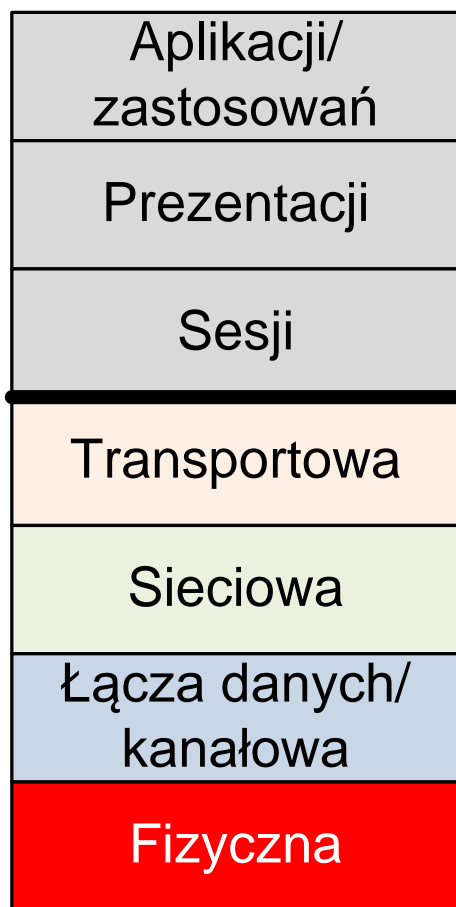 Aplikacji/
zastosowań
Prezentacji
Sesji
Transportowa
Sieciowa
Łącza danych/
kanałowa
Fizyczna